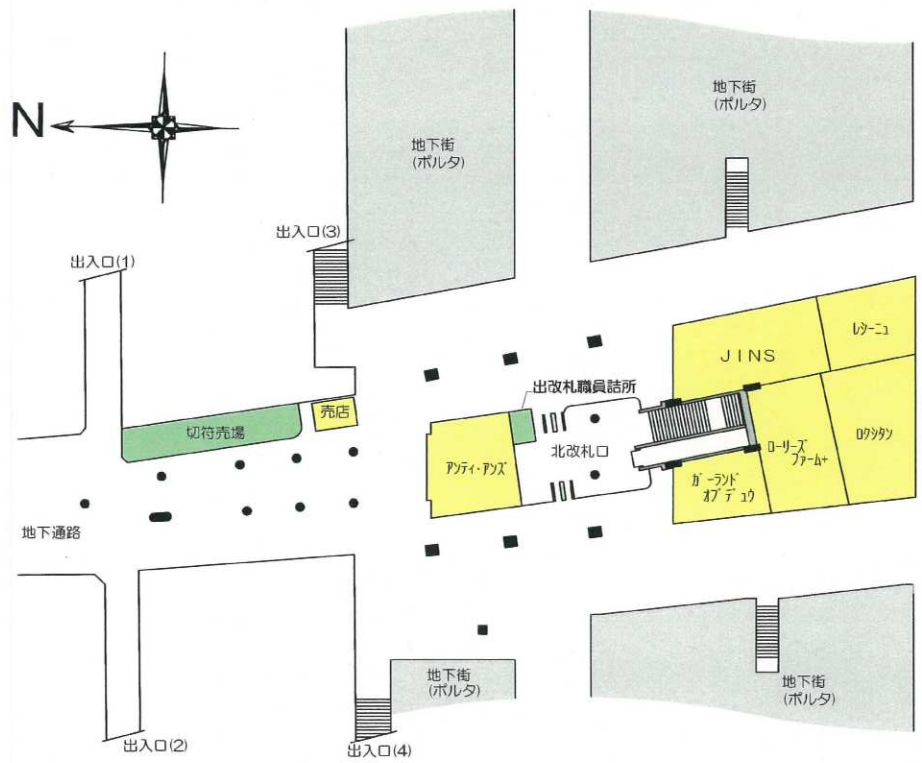 地下街
(ポルタ)
N
地下街
(ポルタ)
出入口(3)
出入口(1)
レシーニュ
JINS
出改札職員詰所
売店
切符売場
北改札口
ロクシタン
アンティ・アンズ
ローリーズ
ファーム+
ガーランド
オブデュウ
地下通路
地下街
(ポルタ)
地下街
(ポルタ)
出入口(2)
出入口(4)